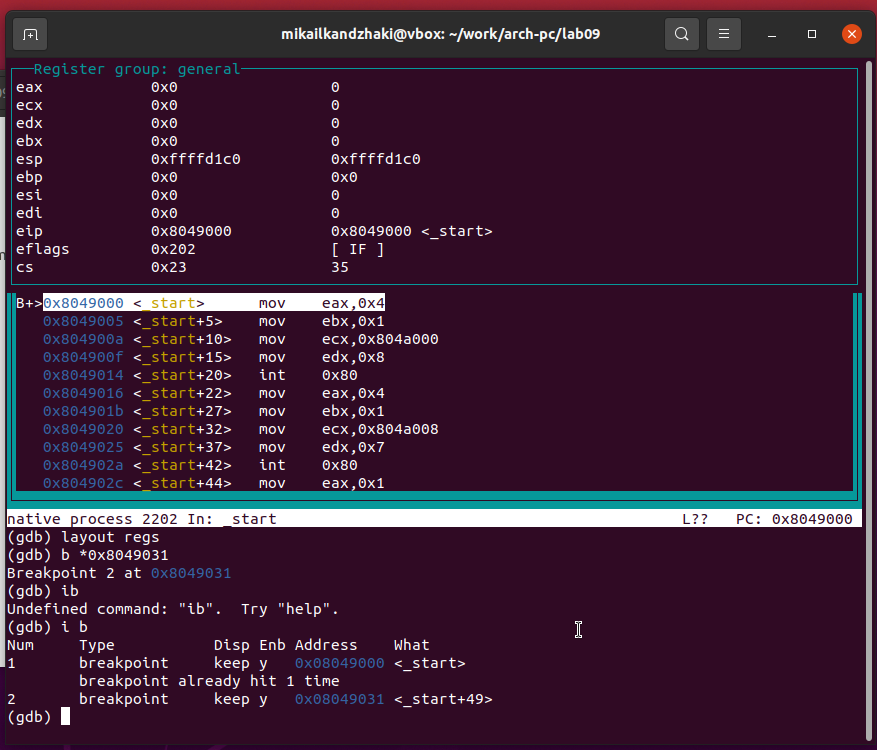 mikailkandzhaki@vbox: ~/work/arch-pc/lab09
Register group: general
eax 0x0 0
ecx 0x0 0
edx 0x0 0
ebx 0x0 0
esp 0xffffd1c0 0xffffd1c0
ebp 0x0 0x0
esi 0x0 0
edi 0x0 0
eip 0x8049000 0x8049000 <_start>
eflags 0x202 [ IF ]
cs 0x23 35
B+>0x8049000 <_start> mov eax,0x4
0x8049005 <_start+5> mov ebx,0x1
0x804900a <_start+10> mov ecx,0x804a000
0x804900f <_start+15> mov edx,0x8
0x8049014 <_start+20> int 0x80
0x8049016 <_start+22> mov eax,0x4
0x804901b <_start+27> mov ebx,0x1
0x8049020 <_start+32> mov ecx,0x804a008
0x8049025 <_start+37> mov edx,0x7
0x804902a <_start+42> int 0x80
0x804902c <_start+44> mov eax,0x1
native process 2202 In: _start L?? PC: 0x8049000
(gdb) layout regs
(gdb) b *0x8049031
Breakpoint 2 at 0x8049031
(gdb) ib
Undefined command: "ib". Try "help".
(gdb) i b
Num Type Disp Enb Address What
1 breakpoint keep y 0x08049000 <_start>
breakpoint already hit 1 time
2 breakpoint keep y 0x08049031 <_start+49>
(gdb)